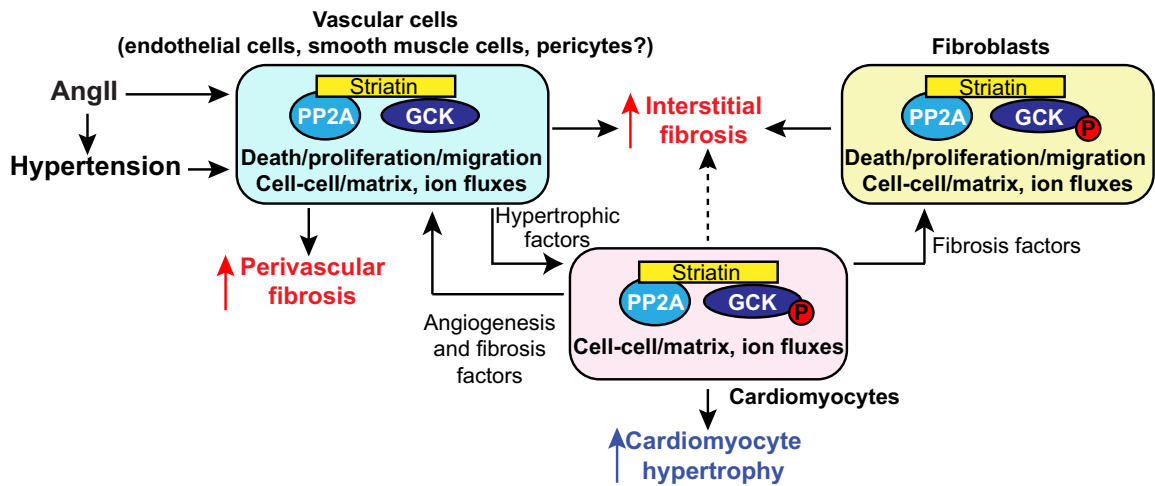 Vascular cells
(endothelial cells, smooth muscle cells, pericytes?)
AngII
Hypertension
Striatin
PP2A
GCK
Death/proliferation/migration
Cell-cell/matrix, ion fluxes
Perivascular
fibrosis
Interstitial
fibrosis
Fibroblasts
Striatin
PP2A
GCK
P
Death/proliferation/migration
Cell-cell/matrix, ion fluxes
Hypertrophic
factors
Angiogenesis
and fibrosis
factors
Fibrosis factors
Striatin
PP2A
GCK
P
Cell-cell/matrix, ion fluxes
Cardiomyocytes
Cardiomyocyte
hypertrophy